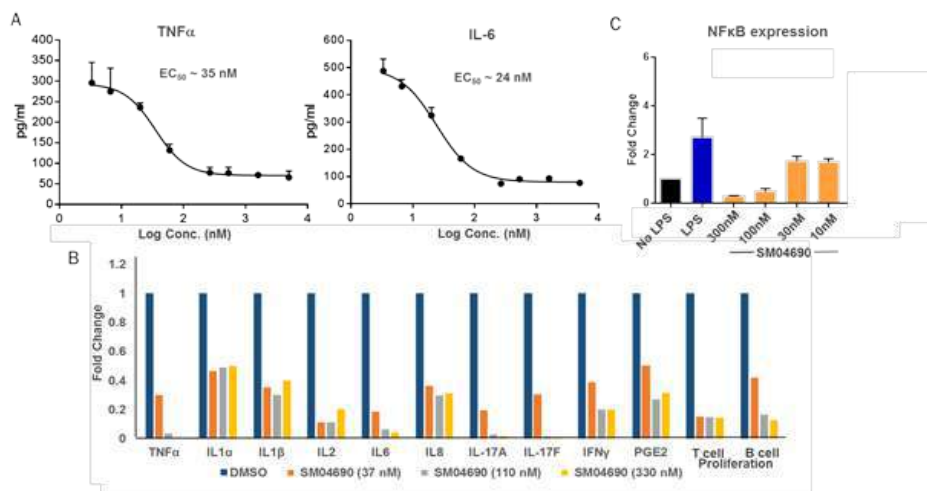 A
TNFα
EC50 ~ 35 nM
pg/ml
400
350
300
250
200
150
100
50
0
0 1 2 3 4
Log Conc. (nM)
IL-6
EC50 ~ 24 nM
pg/ml
600
500
400
300
200
100
0
0 1 2 3 4
Log Conc. (nM)
C
NFκB expression
Fold Change
6
4
2
0
No LPS LPS 300nM 100nM 30nM 10nM
SM04690
B
Fold Change
1.2
1
0.8
0.6
0.4
0.2
0
TNFα IL1α IL1β IL2 IL6 IL8 IL-17A IL-17F IFNγ PGE2 T cell B cell
Proliferation
DMSO SM04690 (37 nM) SM04690 (110 nM) SM04690 (330 nM)